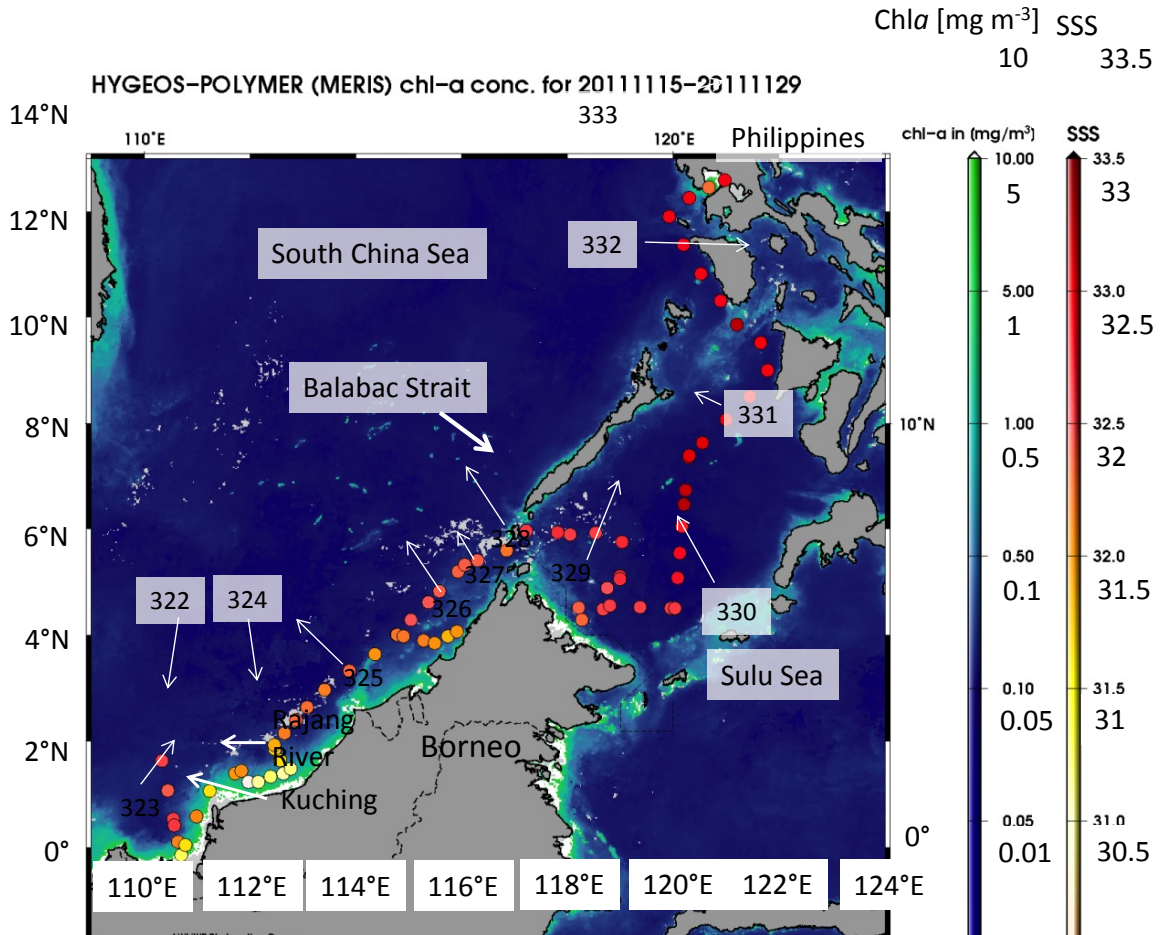 Chla [mg m-3] SSS
10 33.5
HYGEOS–POLYMER (MERIS) chl–a conc. for 20111115–20111129
14°N
333
110°E
120°E
Philippines
chl–a in (mg/m³)
SSS
10.00
33.5
5
33
12°N
South China Sea
332
5.00
33.0
10°N
1
32.5
Balabac Strait
331
8°N
10°N
1.00
32.5
0.5
32
6°N
328
327
329
0.50
32.0
0.1
31.5
322
324
326
330
4°N
325
Sulu Sea
0.10
31.5
0.05
31
Rajang
River
Borneo
2°N
323
Kuching
0.05
31.0
0°
0°
0.01
30.5
110°E 112°E 114°E 116°E 118°E 120°E 122°E 124°E